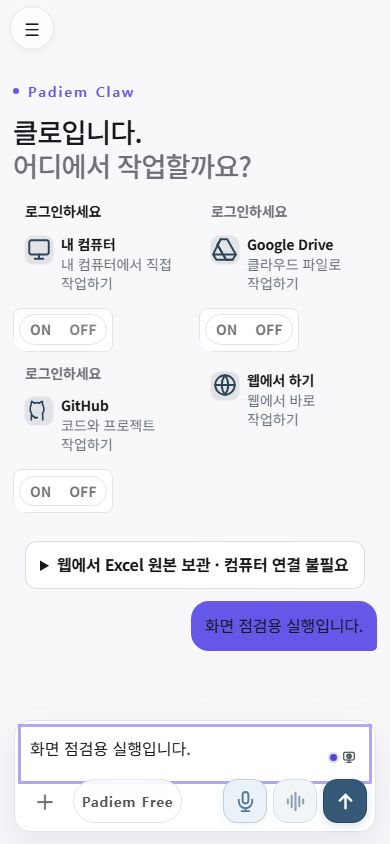 Padiem Claw
클로입니다.
어디에서 작업할까요?
로그인하세요
내 컴퓨터
내 컴퓨터에서 직접
작업하기
ON OFF
로그인하세요
Google Drive
클라우드 파일로
작업하기
ON OFF
로그인하세요
GitHub
코드와 프로젝트
작업하기
ON OFF
웹에서 하기
웹에서 바로
작업하기
▶ 웹에서 Excel 원본 보관 · 컴퓨터 연결 불필요
화면 점검용 실행입니다.
화면 점검용 실행입니다.
Padiem Free